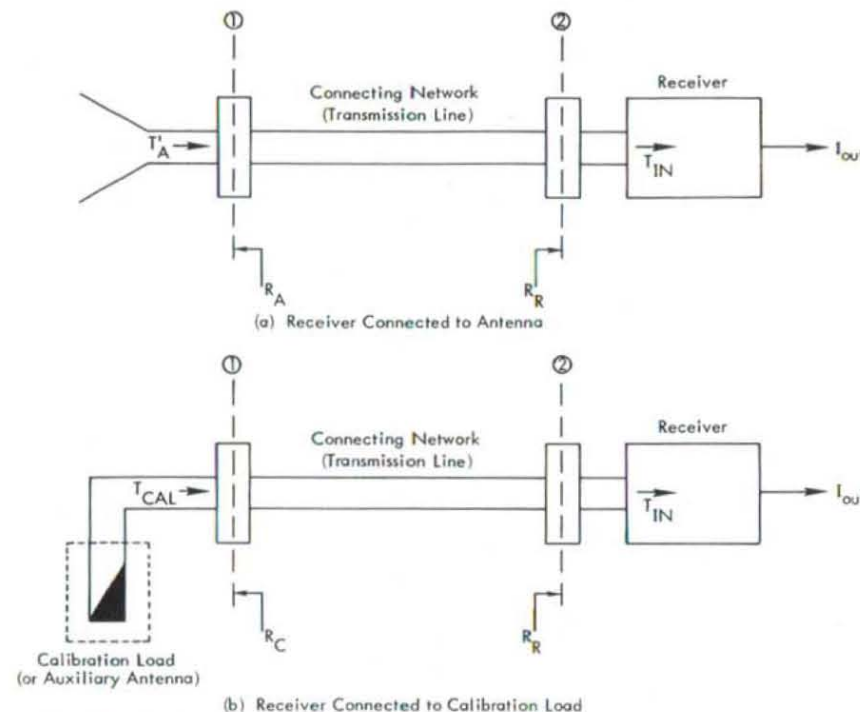 ① ②
Connecting Network
(Transmission Line)
Receiver
T'A
TIN
Iou
RA
RR
(a) Receiver Connected to Antenna
① ②
Connecting Network
(Transmission Line)
Receiver
TCAL
TIN
Iou
RC
RR
Calibration Load
(or Auxiliary Antenna)
(b) Receiver Connected to Calibration Load